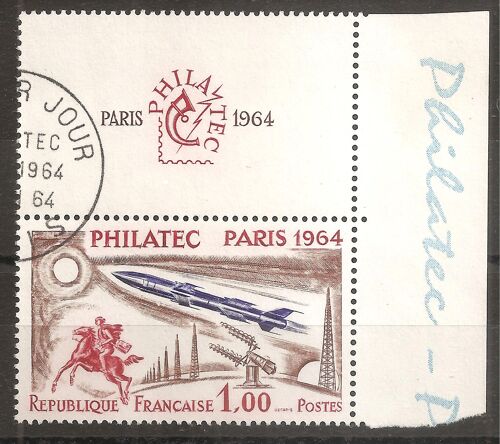 R JOUR
TEC
1964
64
S
PARIS PHILATEC 1964
PHILATEC PARIS 1964
REPUBLIQUE FRANCAISE 1,00 POSTES
Philatec - P